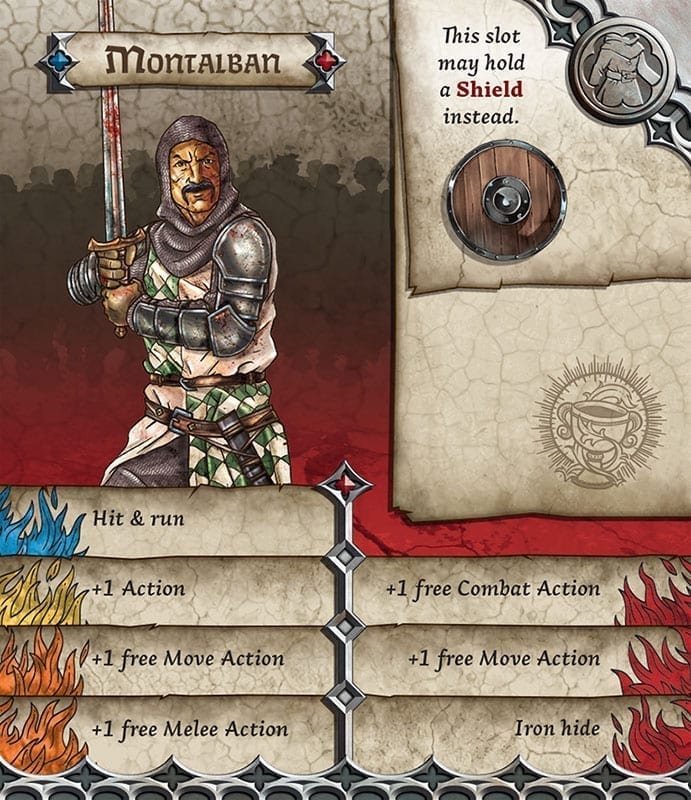 Montalban
This slot
may hold
a Shield
instead.
Hit & run
+1 Action
+1 free Move Action
+1 free Melee Action
+1 free Combat Action
+1 free Move Action
Iron hide